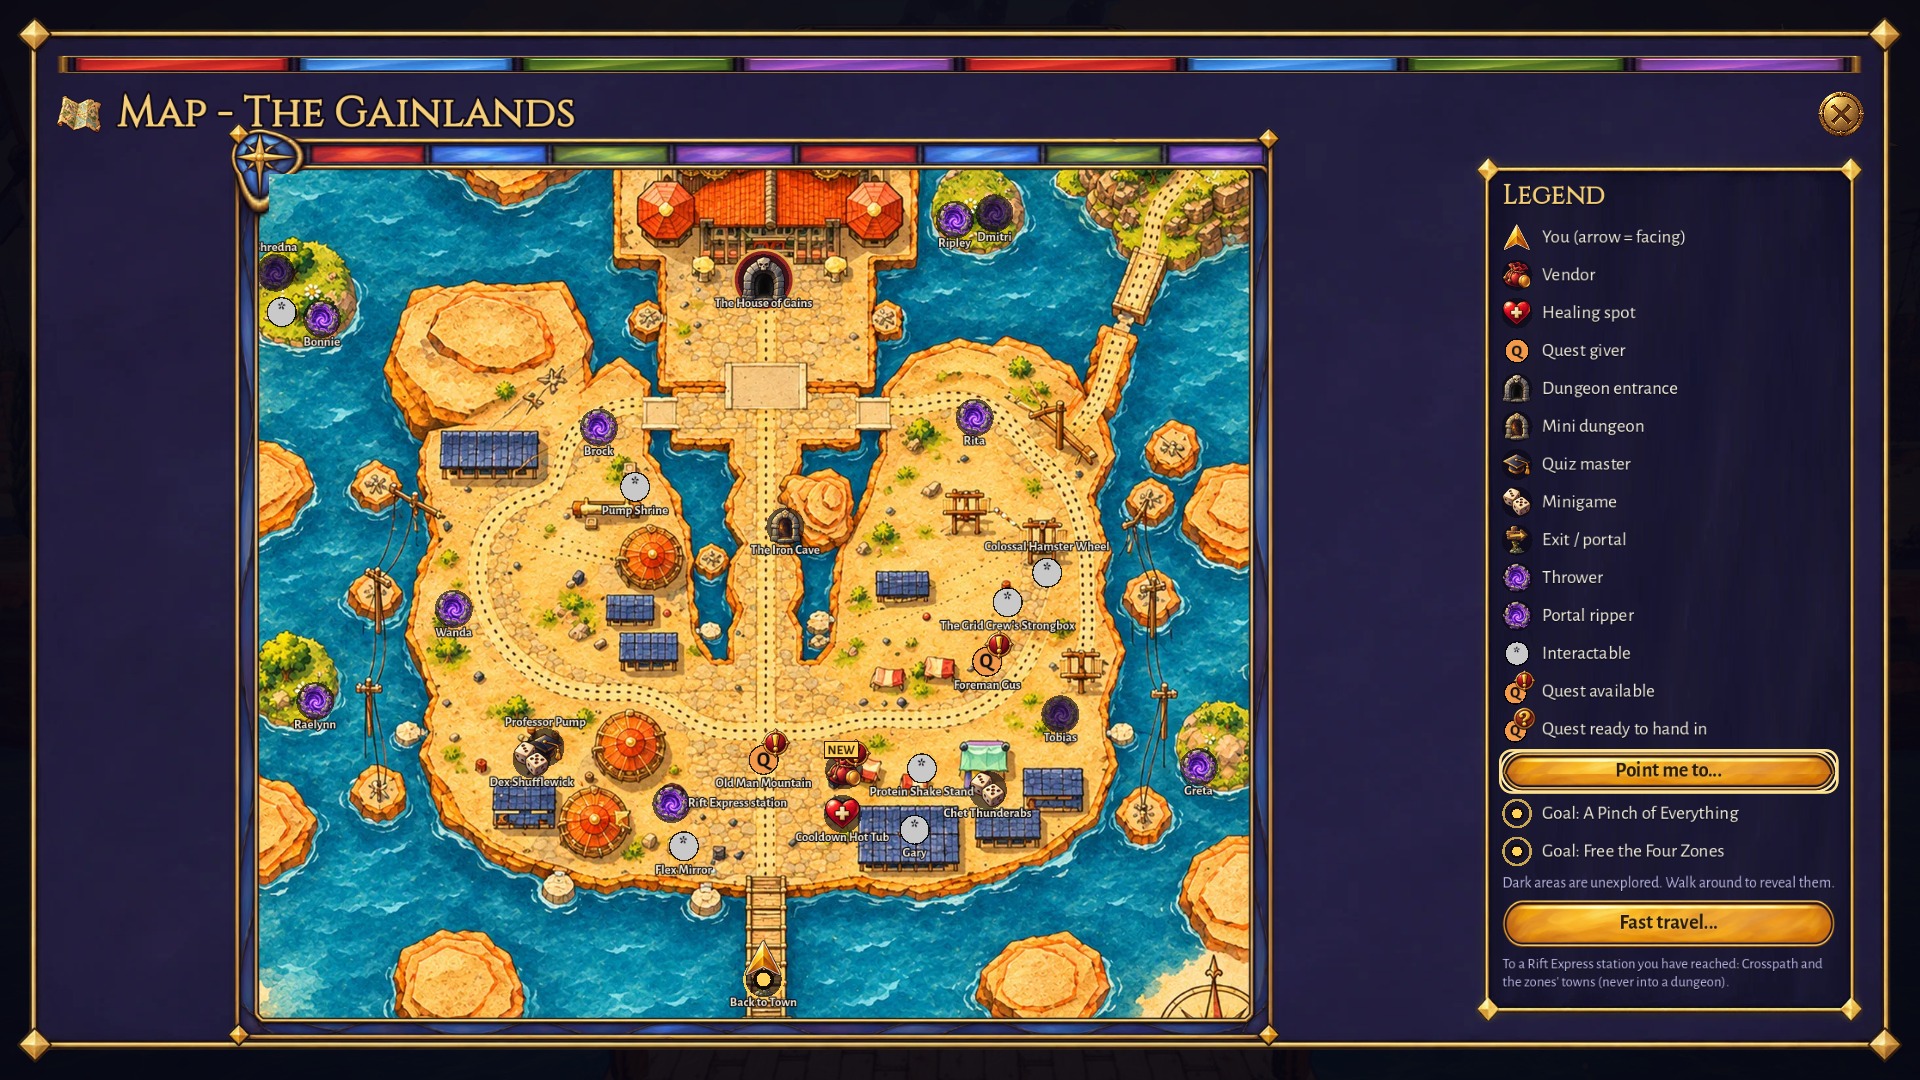 Map - The Gainlands
Ripley
Dmitri
hredna
The House of Gains
Bonnie
Brock
Rita
Pump Shrine
The Iron Cave
Colossal Hamster Wheel
The Grid Crew's Strongbox
Wanda
Foreman Gus
Raelynn
Professor Pump
Tobias
NEW
Dex Shufflewick
Old Man Mountain
Protein Shake Stand
Greta
Rift Express station
Chet Thunderabs
Cooldown Hot Tub
Gary
Flex Mirror
Back to Town
Legend
You (arrow = facing)
Vendor
Healing spot
Q Quest giver
Dungeon entrance
Mini dungeon
Quiz master
Minigame
Exit / portal
Thrower
Portal ripper
* Interactable
Q ! Quest available
Q ? Quest ready to hand in
Point me to...
Goal: A Pinch of Everything
Goal: Free the Four Zones
Dark areas are unexplored. Walk around to reveal them.
Fast travel...
To a Rift Express station you have reached: Crosspath and
the zones' towns (never into a dungeon).